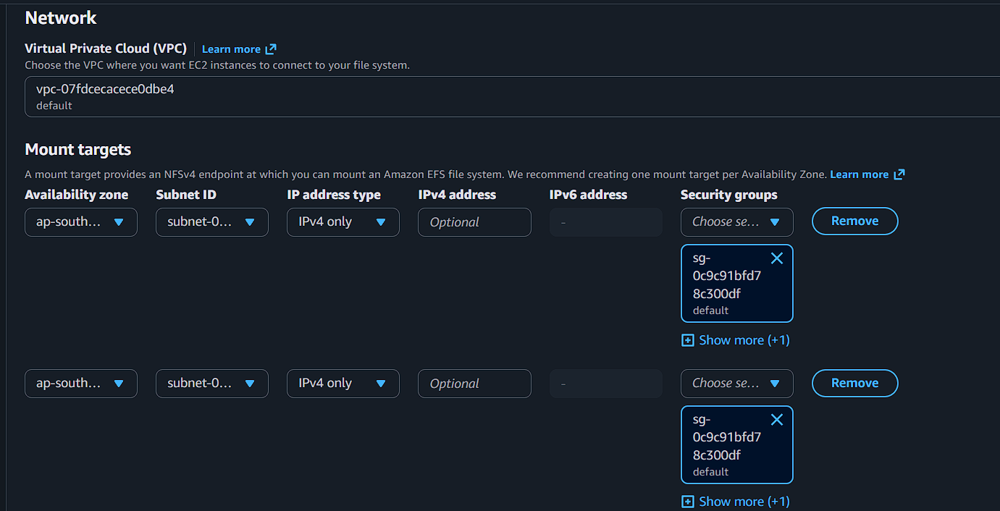 Network
Virtual Private Cloud (VPC) Learn more
Choose the VPC where you want EC2 instances to connect to your file system.
vpc-07fdcecacece0dbe4
default
Mount targets
A mount target provides an NFSv4 endpoint at which you can mount an Amazon EFS file system. We recommend creating one mount target per Availability Zone. Learn more
Availability zone Subnet ID IP address type IPv4 address IPv6 address Security groups
ap-south... subnet-0... IPv4 only Optional - Choose se... Remove
sg-
0c9c91bfd7
8c300df
default
Show more (+1)
ap-south... subnet-0... IPv4 only Optional - Choose se... Remove
sg-
0c9c91bfd7
8c300df
default
Show more (+1)